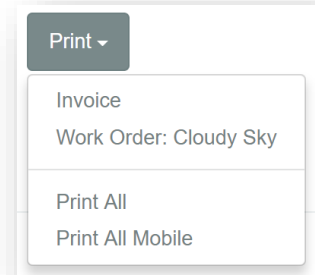 Print
Invoice
Work Order: Cloudy Sky
Print All
Print All Mobile